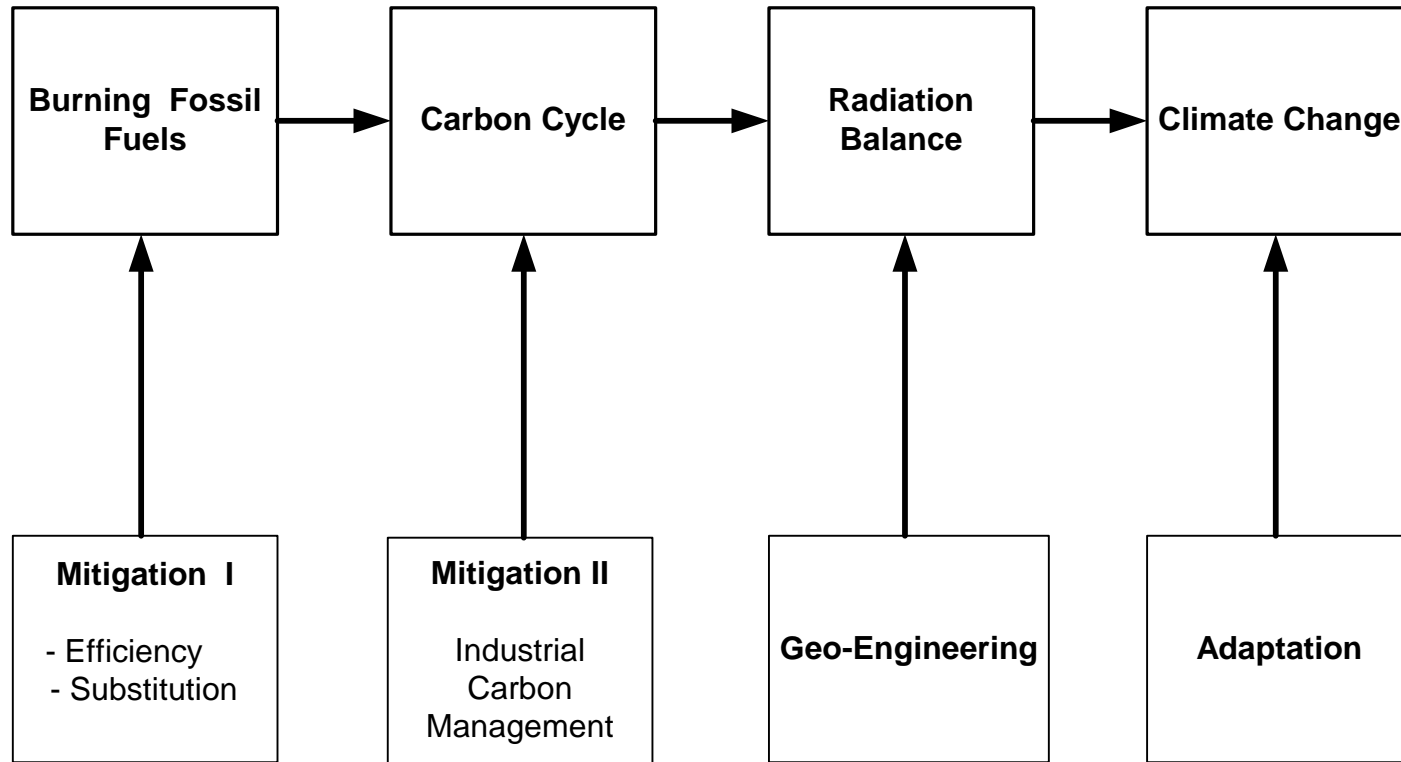 Burning Fossil
Fuels
Carbon Cycle
Radiation
Balance
Climate Change
Mitigation I
- Efficiency
- Substitution
Mitigation II
Industrial
Carbon
Management
Geo-Engineering
Adaptation